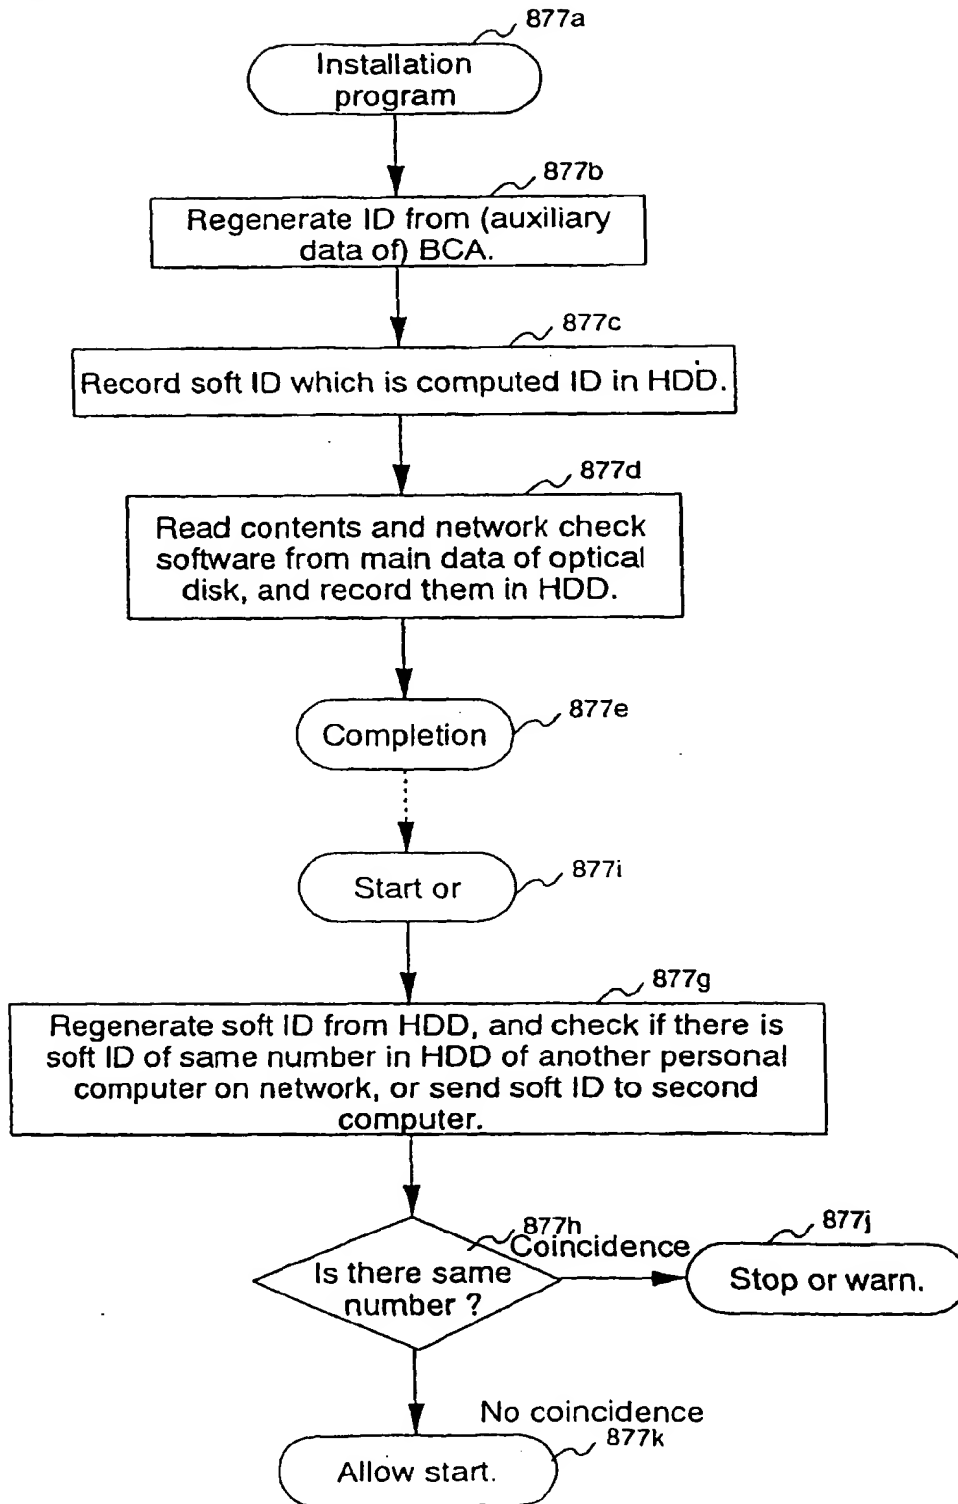 877a
Installation
program
877b
Regenerate ID from (auxiliary
data of) BCA.
877c
Record soft ID which is computed ID in HDD.
877d
Read contents and network check
software from main data of optical
disk, and record them in HDD.
877e
Completion
877i
Start or
877g
Regenerate soft ID from HDD, and check if there is
soft ID of same number in HDD of another personal
computer on network, or send soft ID to second
computer.
877h
Coincidence
877j
Is there same
number ?
Stop or warn.
No coincidence
877k
Allow start.